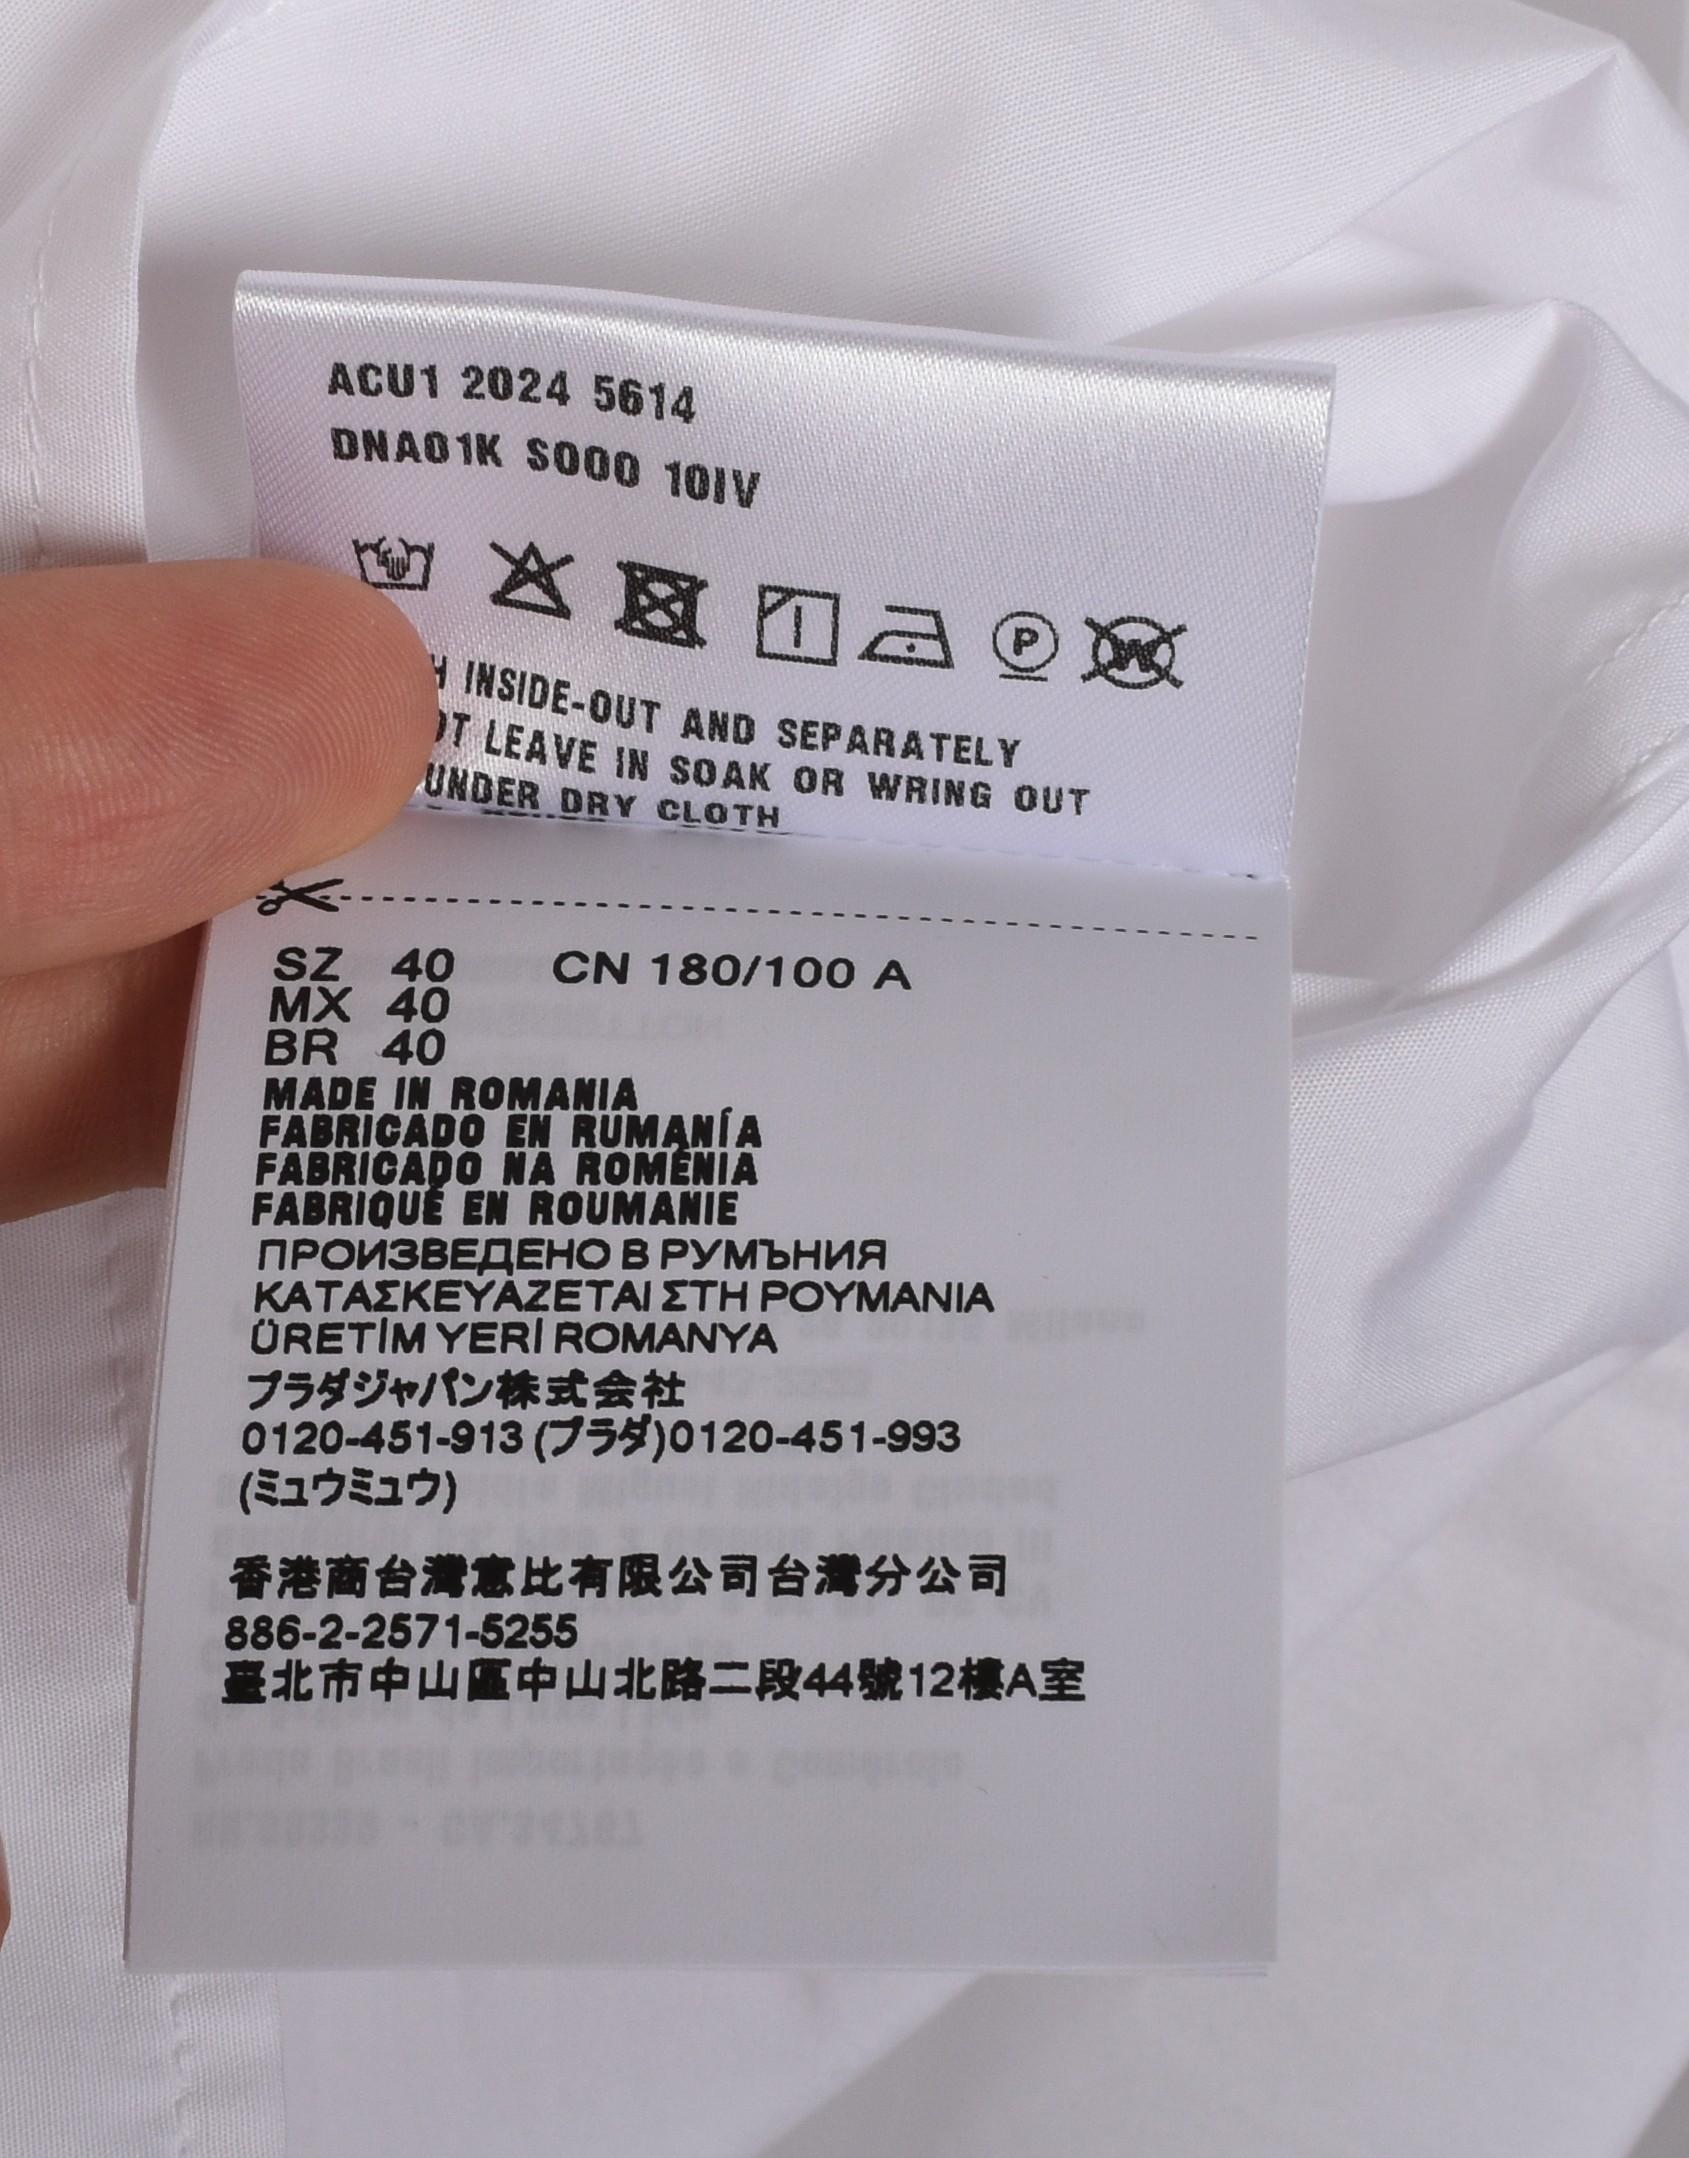 ACU1 2024 5614
DNA01K S000 10IV
P W
INSIDE-OUT AND SEPARATELY
LEAVE IN SOAK OR WRING OUT
UNDER DRY CLOTH
SZ 40 CN 180/100 A
MX 40
BR 40
MADE IN ROMANIA
FABRICADO EN RUMANÍA
FABRICADO NA ROMÊNIA
FABRIQUÉ EN ROUMANIE
ПРОИЗВЕДЕНО В РУМЪНИЯ
ΚΑΤΑΣΚΕΥΑΖΕΤΑΙ ΣΤΗ ΡΟΥΜΑΝΙΑ
ÜRETİM YERİ ROMANYA
プラダジャパン株式会社
0120-451-913 (プラダ)0120-451-993
(ミュウミュウ)
香港商台灣意比有限公司台灣分公司
886-2-2571-5255
臺北市中山區中山北路二段44號12樓A室